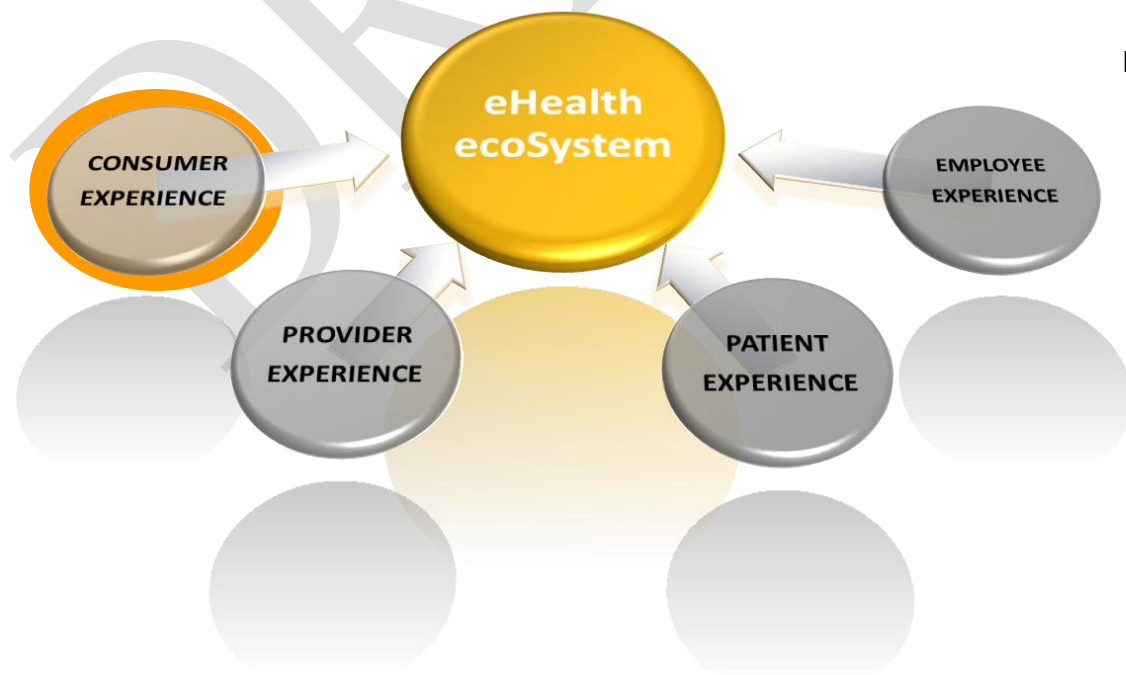 eHealth
ecoSystem
CONSUMER
EXPERIENCE
EMPLOYEE
EXPERIENCE
PROVIDER
EXPERIENCE
PATIENT
EXPERIENCE